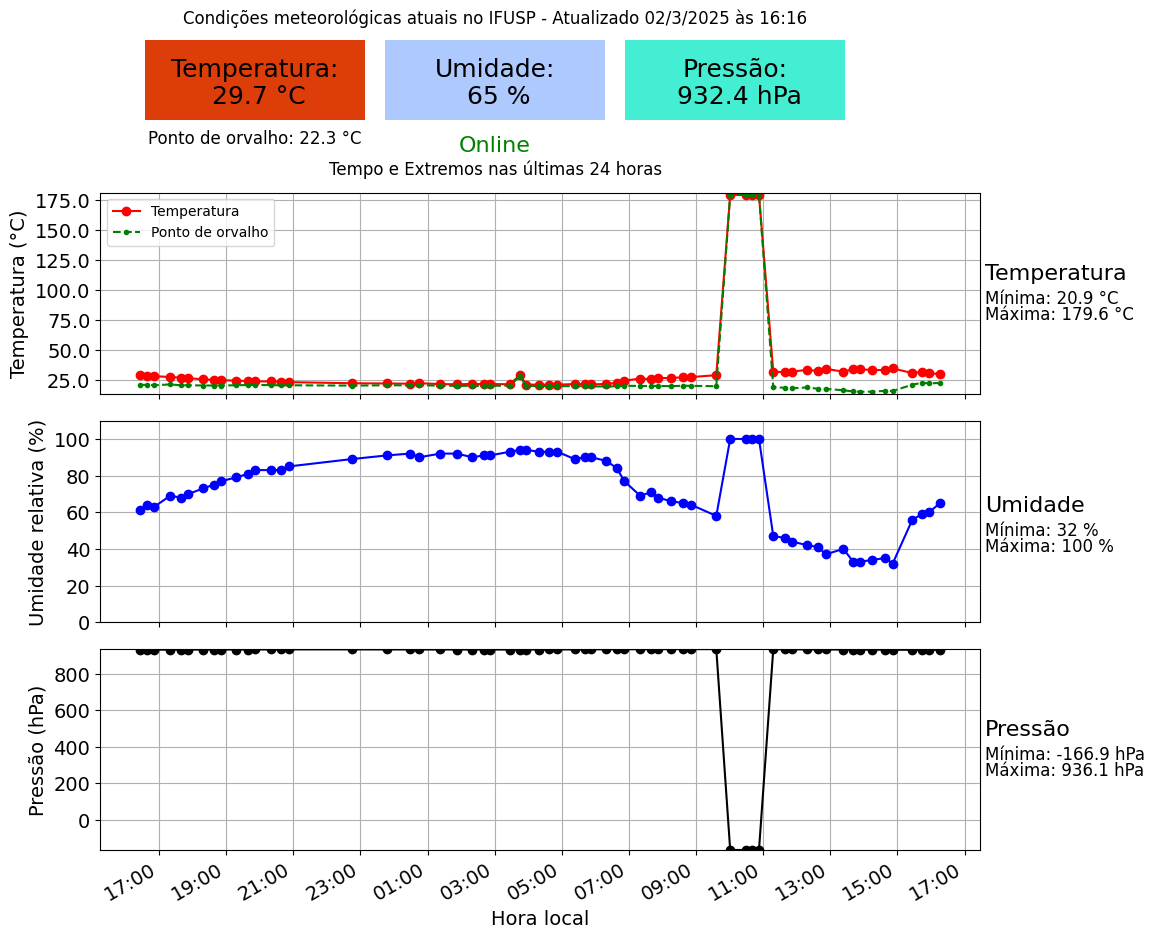 Condições meteorológicas atuais no IFUSP - Atualizado 02/3/2025 às 16:16
Temperatura:
29.7 °C
Umidade:
65 %
Pressão:
932.4 hPa
Ponto de orvalho: 22.3 °C
Online
Tempo e Extremos nas últimas 24 horas
Temperatura (°C)
175.0
150.0
125.0
100.0
75.0
50.0
25.0
Temperatura
Ponto de orvalho
Temperatura
Mínima: 20.9 °C
Máxima: 179.6 °C
Umidade relativa (%)
100
80
60
40
20
0
Umidade
Mínima: 32 %
Máxima: 100 %
Pressão (hPa)
800
600
400
200
0
Pressão
Mínima: -166.9 hPa
Máxima: 936.1 hPa
17:00 19:00 21:00 23:00 01:00 03:00 05:00 07:00 09:00 11:00 13:00 15:00 17:00
Hora local